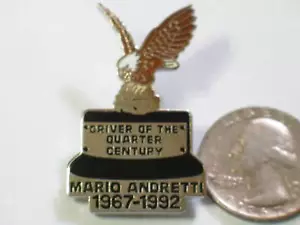 DRIVER OF THE
QUARTER
CENTURY
MARIO ANDRETTI
1967-1992